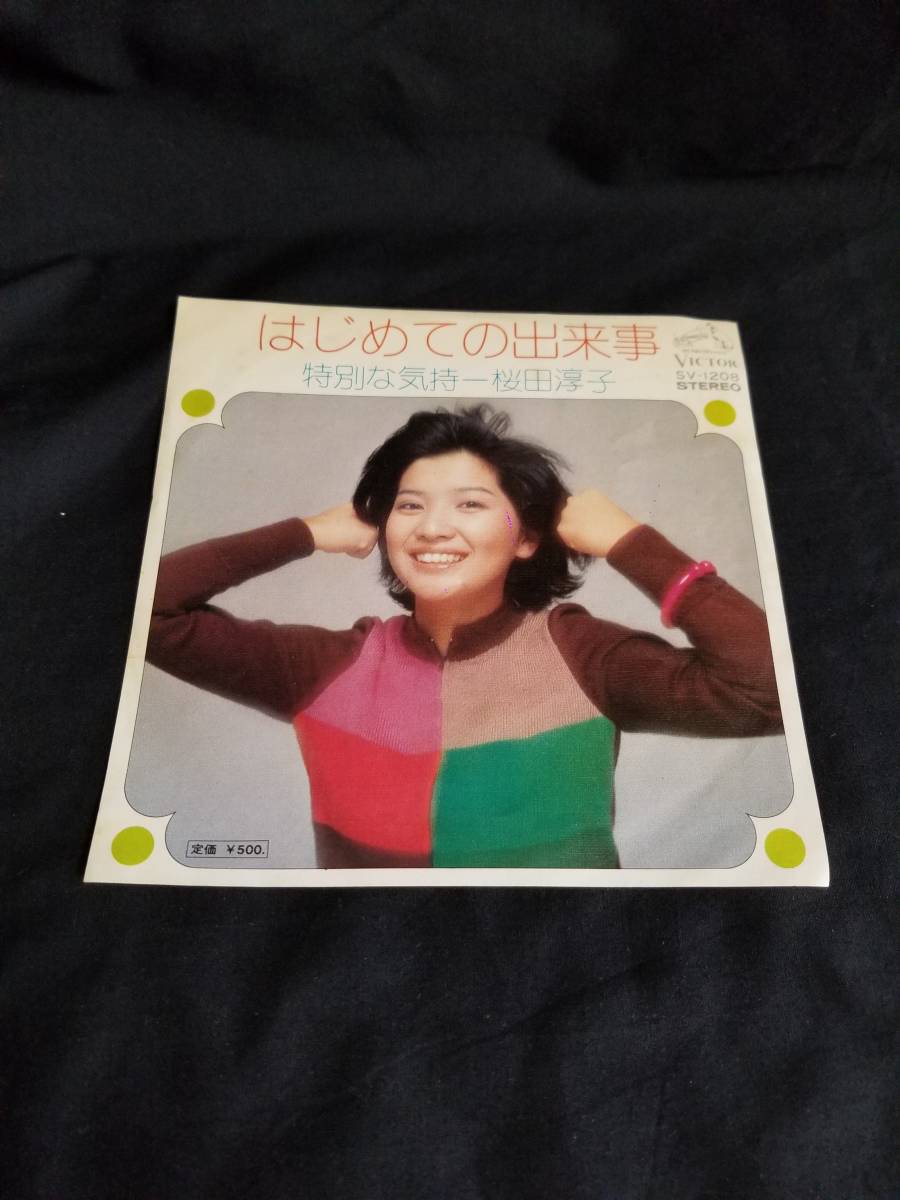 はじめての出来事
特別な気持ー桜田淳子
VICTOR
SV-1208
STEREO
定価 ¥500.